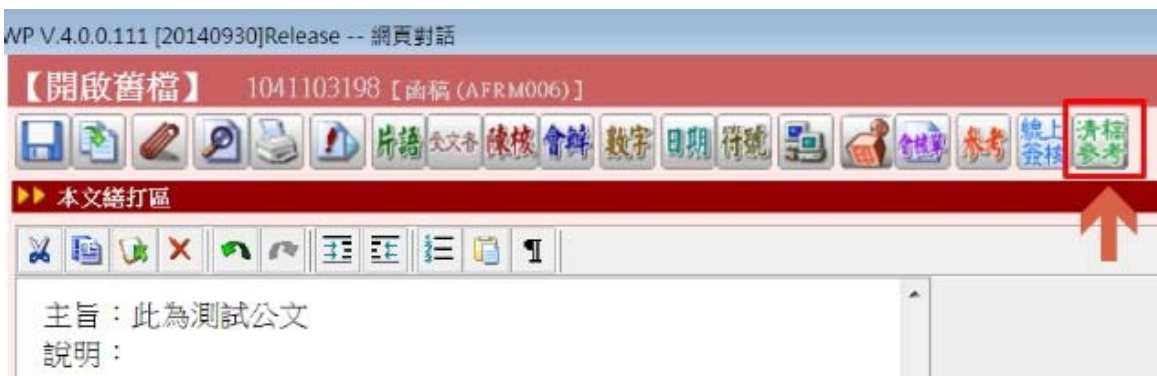 WP V.4.0.0.111 [20140930]Release -- 網頁對話
【開啟舊檔】 1041103198 [函稿(AFRM006)]
片語 全文各 陳核 會辦 數字 日期 符號 會核單 參考 線上簽核 清稿參考
本文繕打區
主旨：此為測試公文
說明：